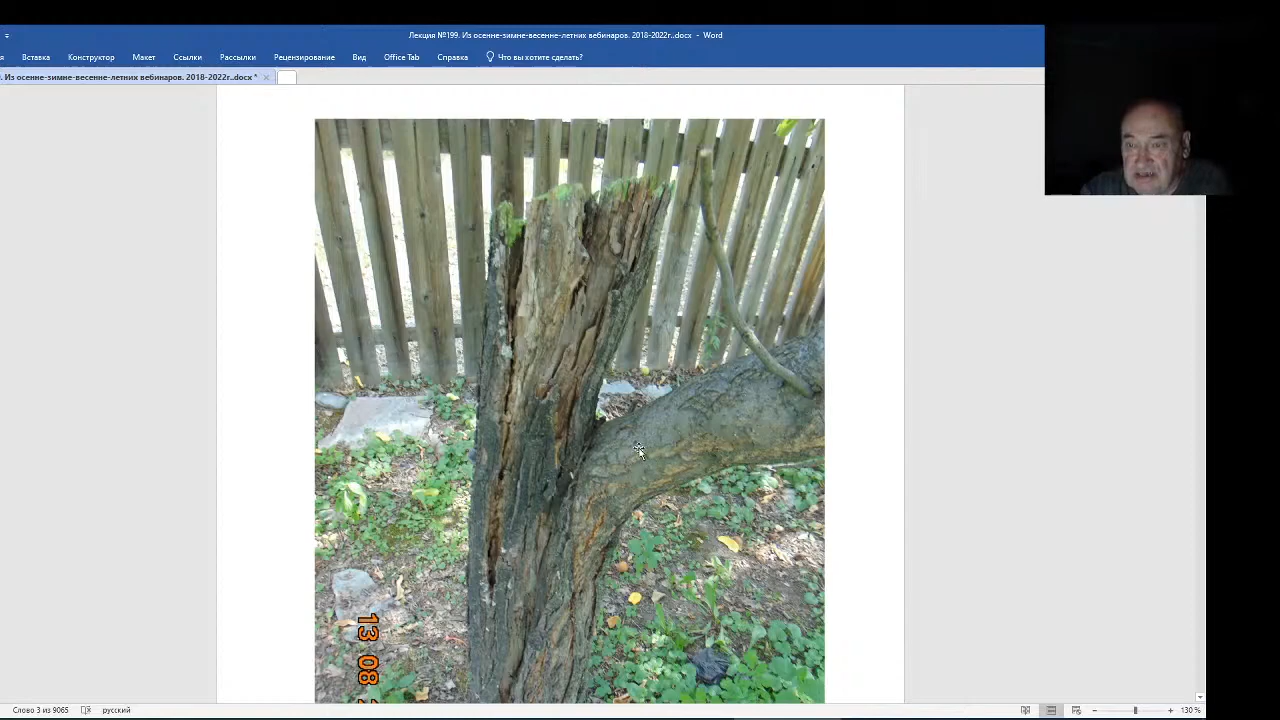 Лекция №199. Из осенне-зимне-весенне-летних вебинаров. 2018-2022г..docx - Word
Вставка Конструктор Макет Ссылки Рассылки Рецензирование Вид Office Tab Справка Что вы хотите сделать?
. Из осенне-зимне-весенне-летних вебинаров. 2018-2022г..docx *
13 08
Слово 3 из 9065 русский 130 %